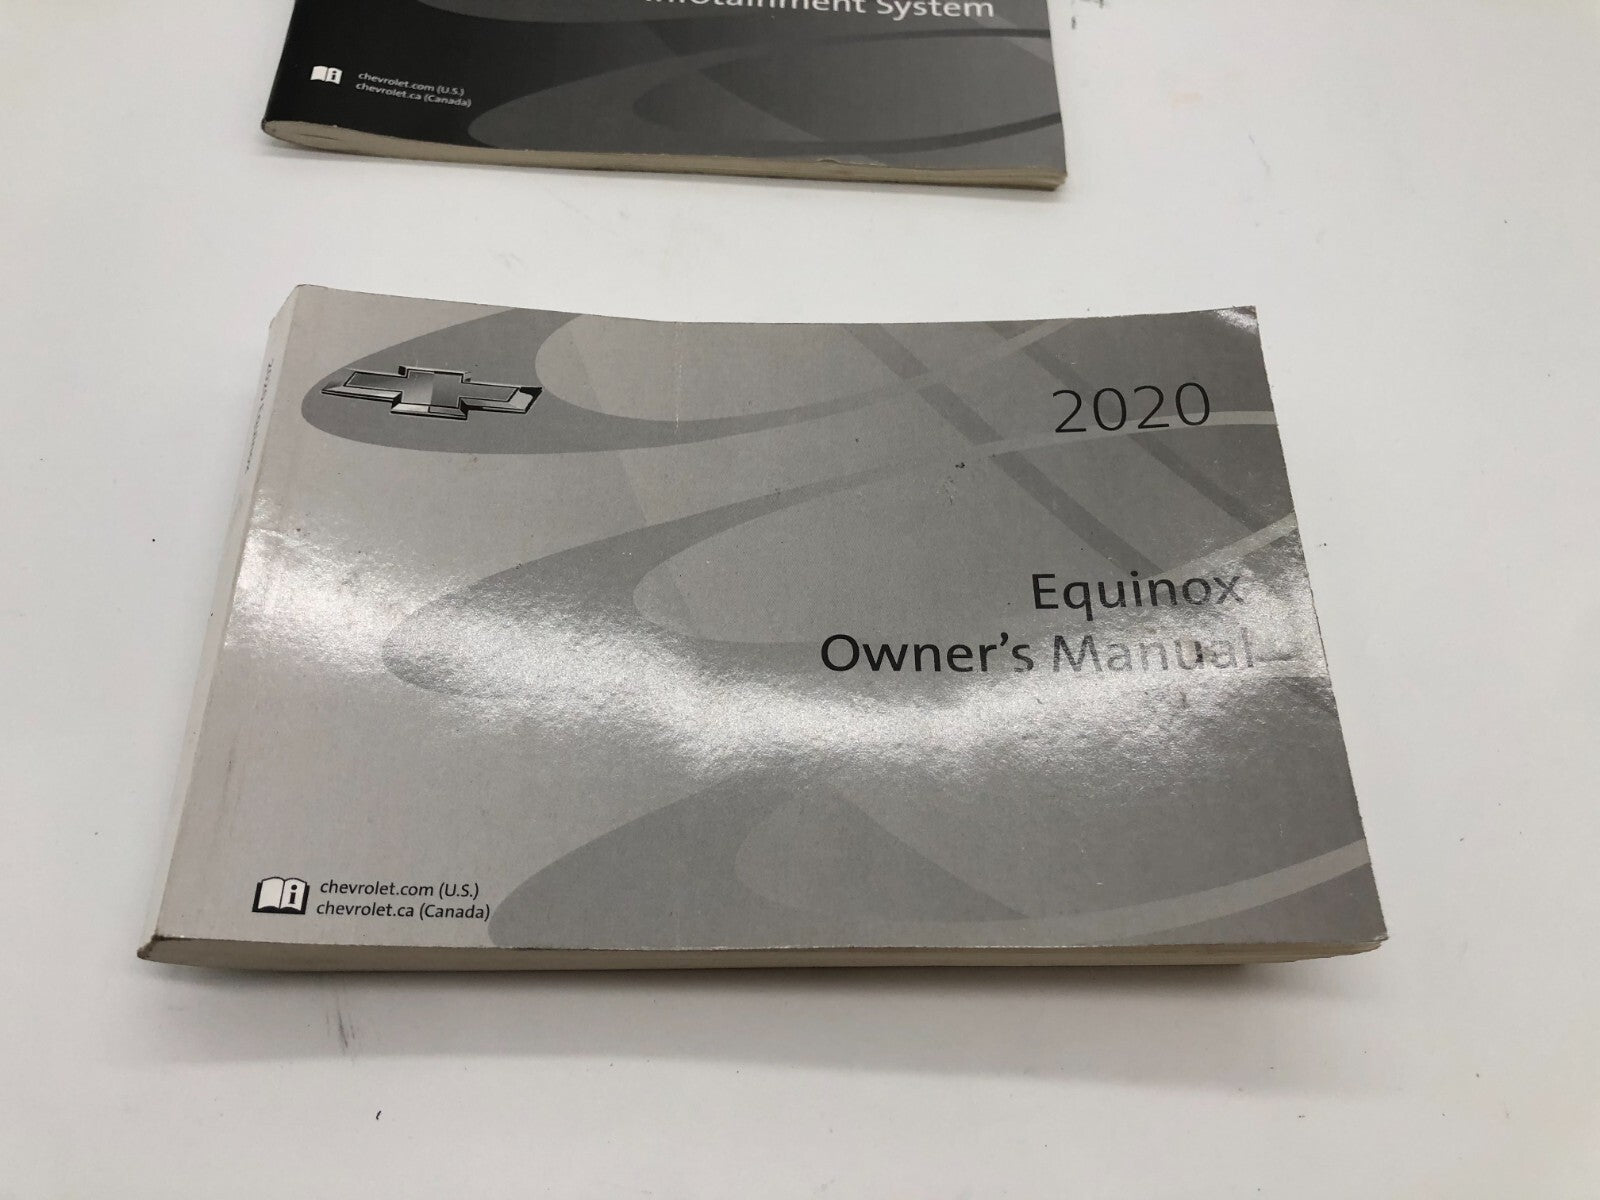 Infotainment System
chevrolet.com (U.S.)
chevrolet.ca (Canada)
2020
Equinox
Owner's Manual
chevrolet.com (U.S.)
chevrolet.ca (Canada)